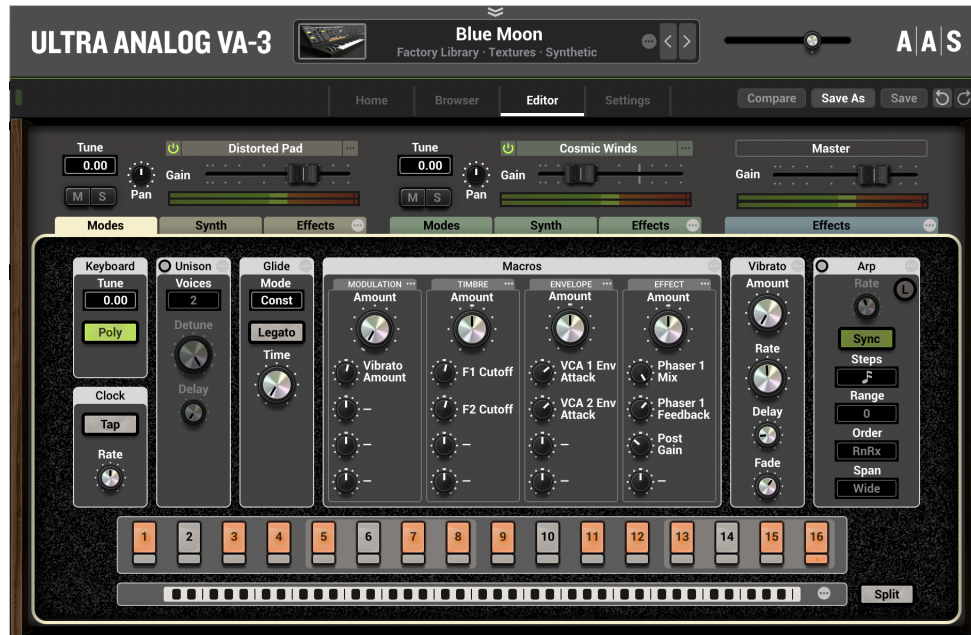 ULTRA ANALOG VA-3
Blue Moon
Factory Library · Textures · Synthetic
A|A|S
Home
Browser
Editor
Settings
Compare
Save As
Save
Tune
0.00
M S
Pan
Distorted Pad
Gain
Tune
0.00
M S
Pan
Cosmic Winds
Gain
Master
Gain
Modes
Synth
Effects
Modes
Synth
Effects
Effects
Keyboard
Tune
0.00
Poly
Clock
Tap
Rate
Unison
Voices
2
Detune
Delay
Glide
Mode
Const
Legato
Time
Macros
MODULATION
Amount
Vibrato
Amount
–
–
–
TIMBRE
Amount
F1 Cutoff
F2 Cutoff
–
–
ENVELOPE
Amount
VCA 1 Env
Attack
VCA 2 Env
Attack
–
–
EFFECT
Amount
Phaser 1
Mix
Phaser 1
Feedback
Post
Gain
–
Vibrato
Amount
Rate
Delay
Fade
Arp
Rate
L
Sync
Steps
Range
0
Order
RnRx
Span
Wide
1 2 3 4 5 6 7 8 9 10 11 12 13 14 15 16
Split